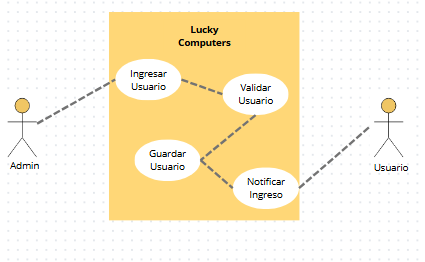 Lucky
Computers
Ingresar
Usuario
Validar
Usuario
Guardar
Usuario
Notificar
Ingreso
Admin
Usuario